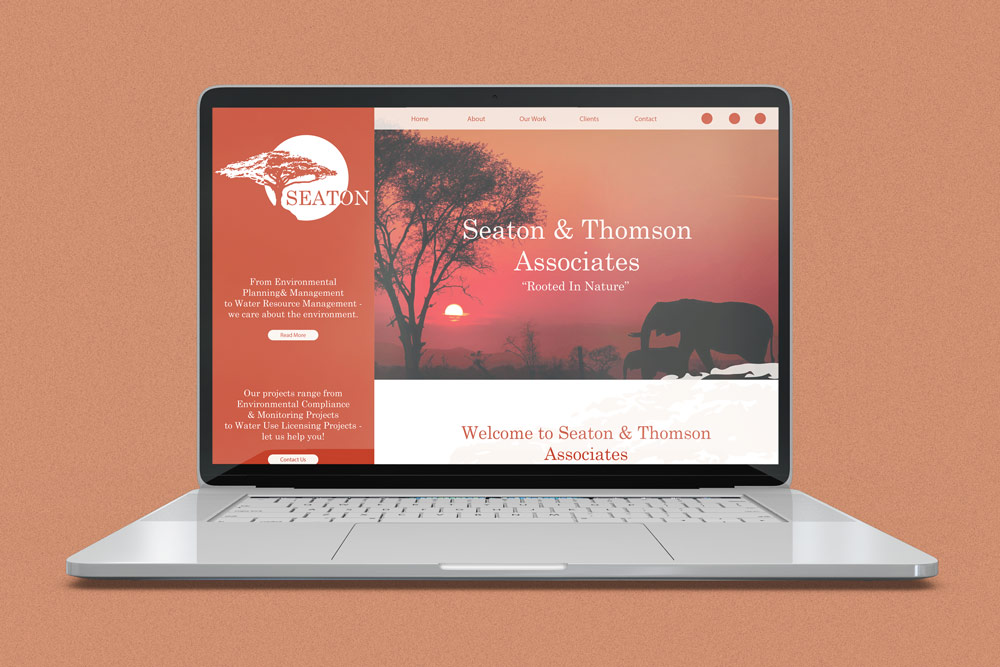 Home About Our Work Clients Contact
SEATON
From Environmental
Planning& Management
to Water Resource Management -
we care about the environment.
Read More
Our projects range from
Environmental Compliance
& Monitoring Projects
to Water Use Licensing Projects -
let us help you!
Contact Us
Seaton & Thomson
Associates
“Rooted In Nature”
Welcome to Seaton & Thomson
Associates